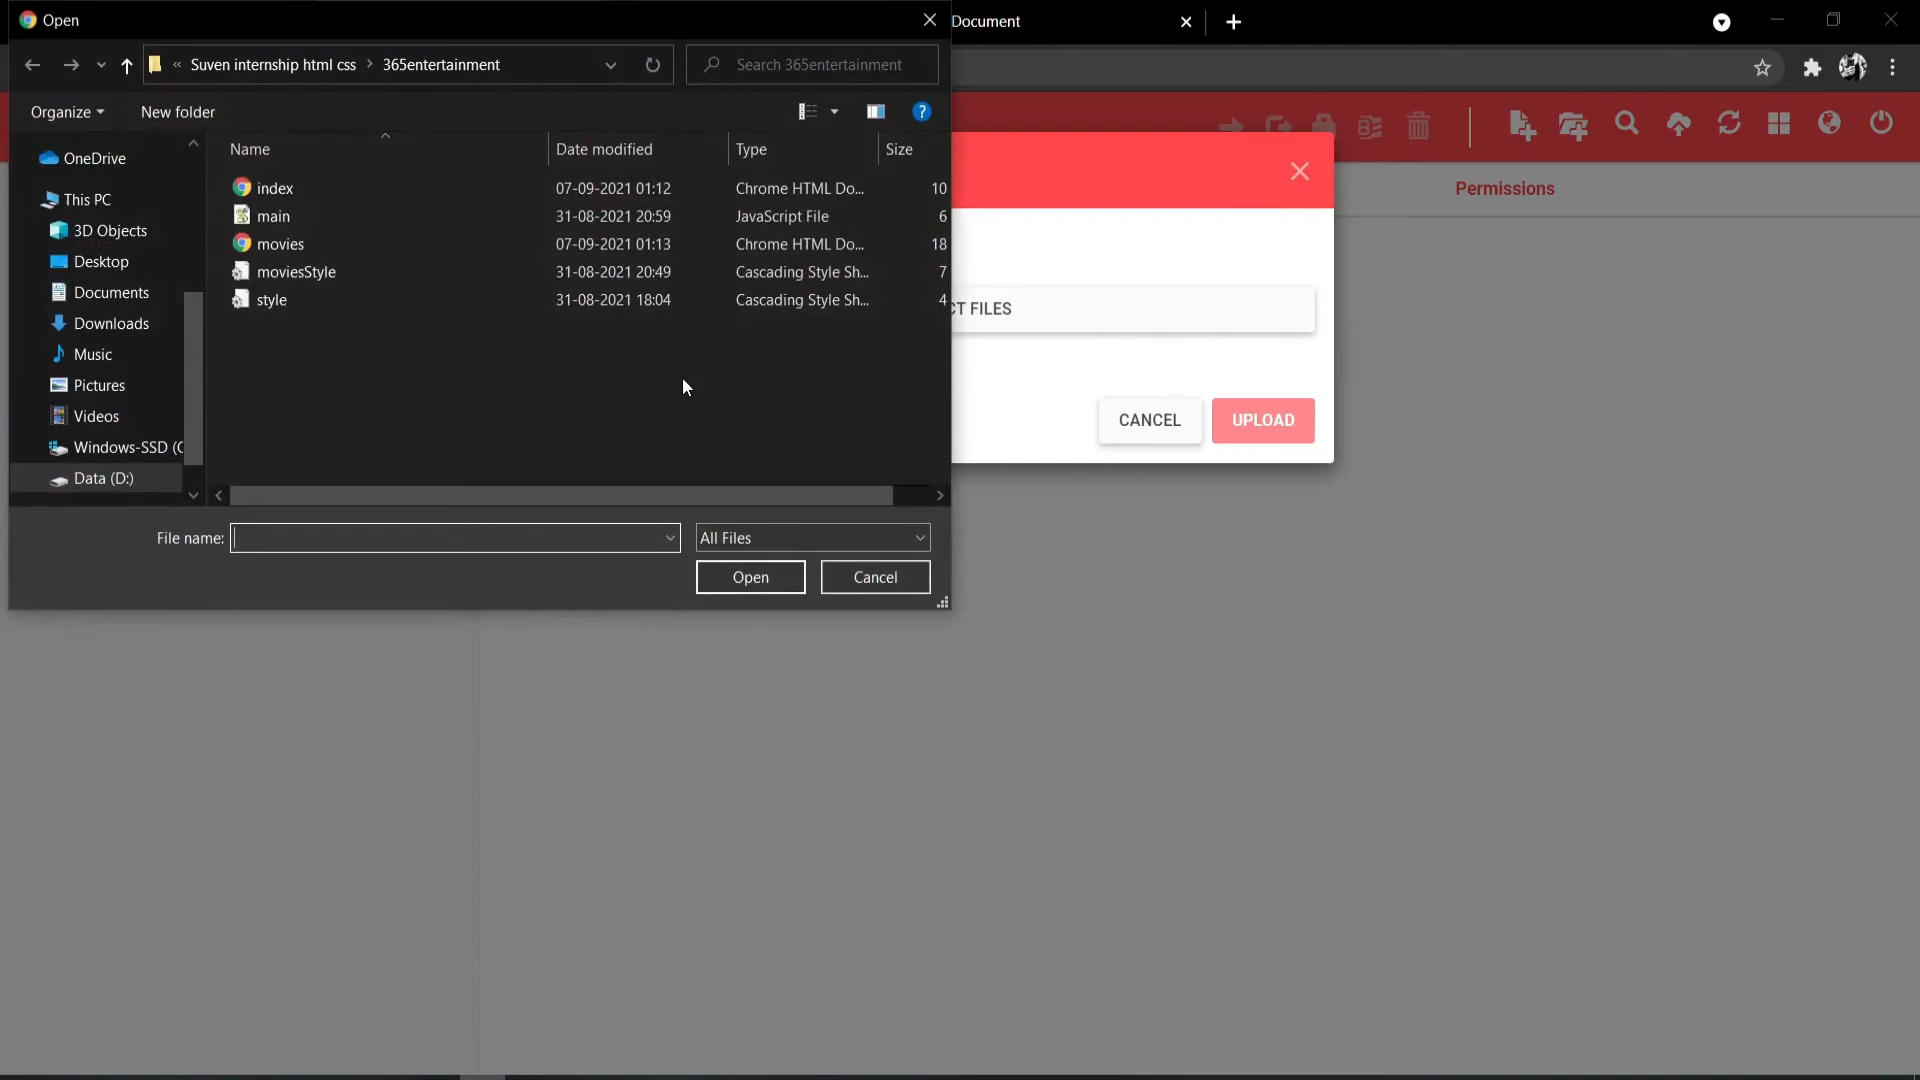 Open
Document
« Suven internship html css > 365entertainment
Search 365entertainment
Organize
New folder
?
Permissions
Name
Date modified
Type
Size
OneDrive
This PC
3D Objects
Desktop
Documents
Downloads
Music
Pictures
Videos
Windows-SSD (C
Data (D:)
index 07-09-2021 01:12 Chrome HTML Do... 10
main 31-08-2021 20:59 JavaScript File 6
movies 07-09-2021 01:13 Chrome HTML Do... 18
moviesStyle 31-08-2021 20:49 Cascading Style Sh... 7
style 31-08-2021 18:04 Cascading Style Sh... 4
CT FILES
CANCEL
UPLOAD
File name:
All Files
Open
Cancel